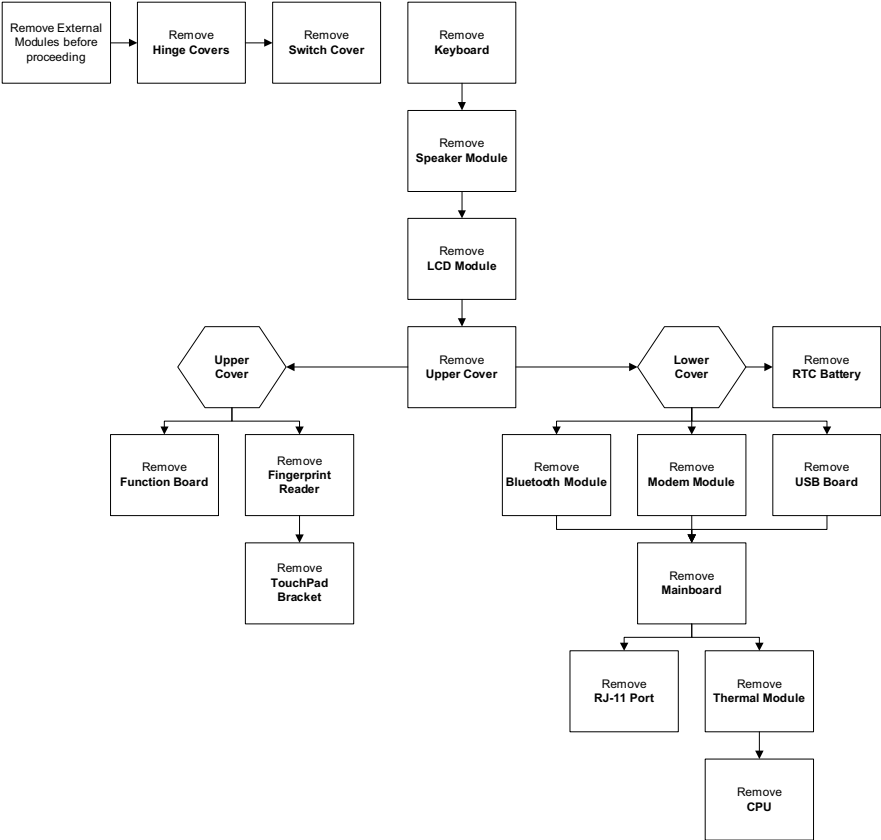 Remove External
Modules before
proceeding
Remove
Hinge Covers
Remove
Switch Cover
Remove
Keyboard
Remove
Speaker Module
Remove
LCD Module
Upper
Cover
Remove
Upper Cover
Lower
Cover
Remove
RTC Battery
Remove
Function Board
Remove
Fingerprint
Reader
Remove
Bluetooth Module
Remove
Modem Module
Remove
USB Board
Remove
TouchPad
Bracket
Remove
Mainboard
Remove
RJ-11 Port
Remove
Thermal Module
Remove
CPU